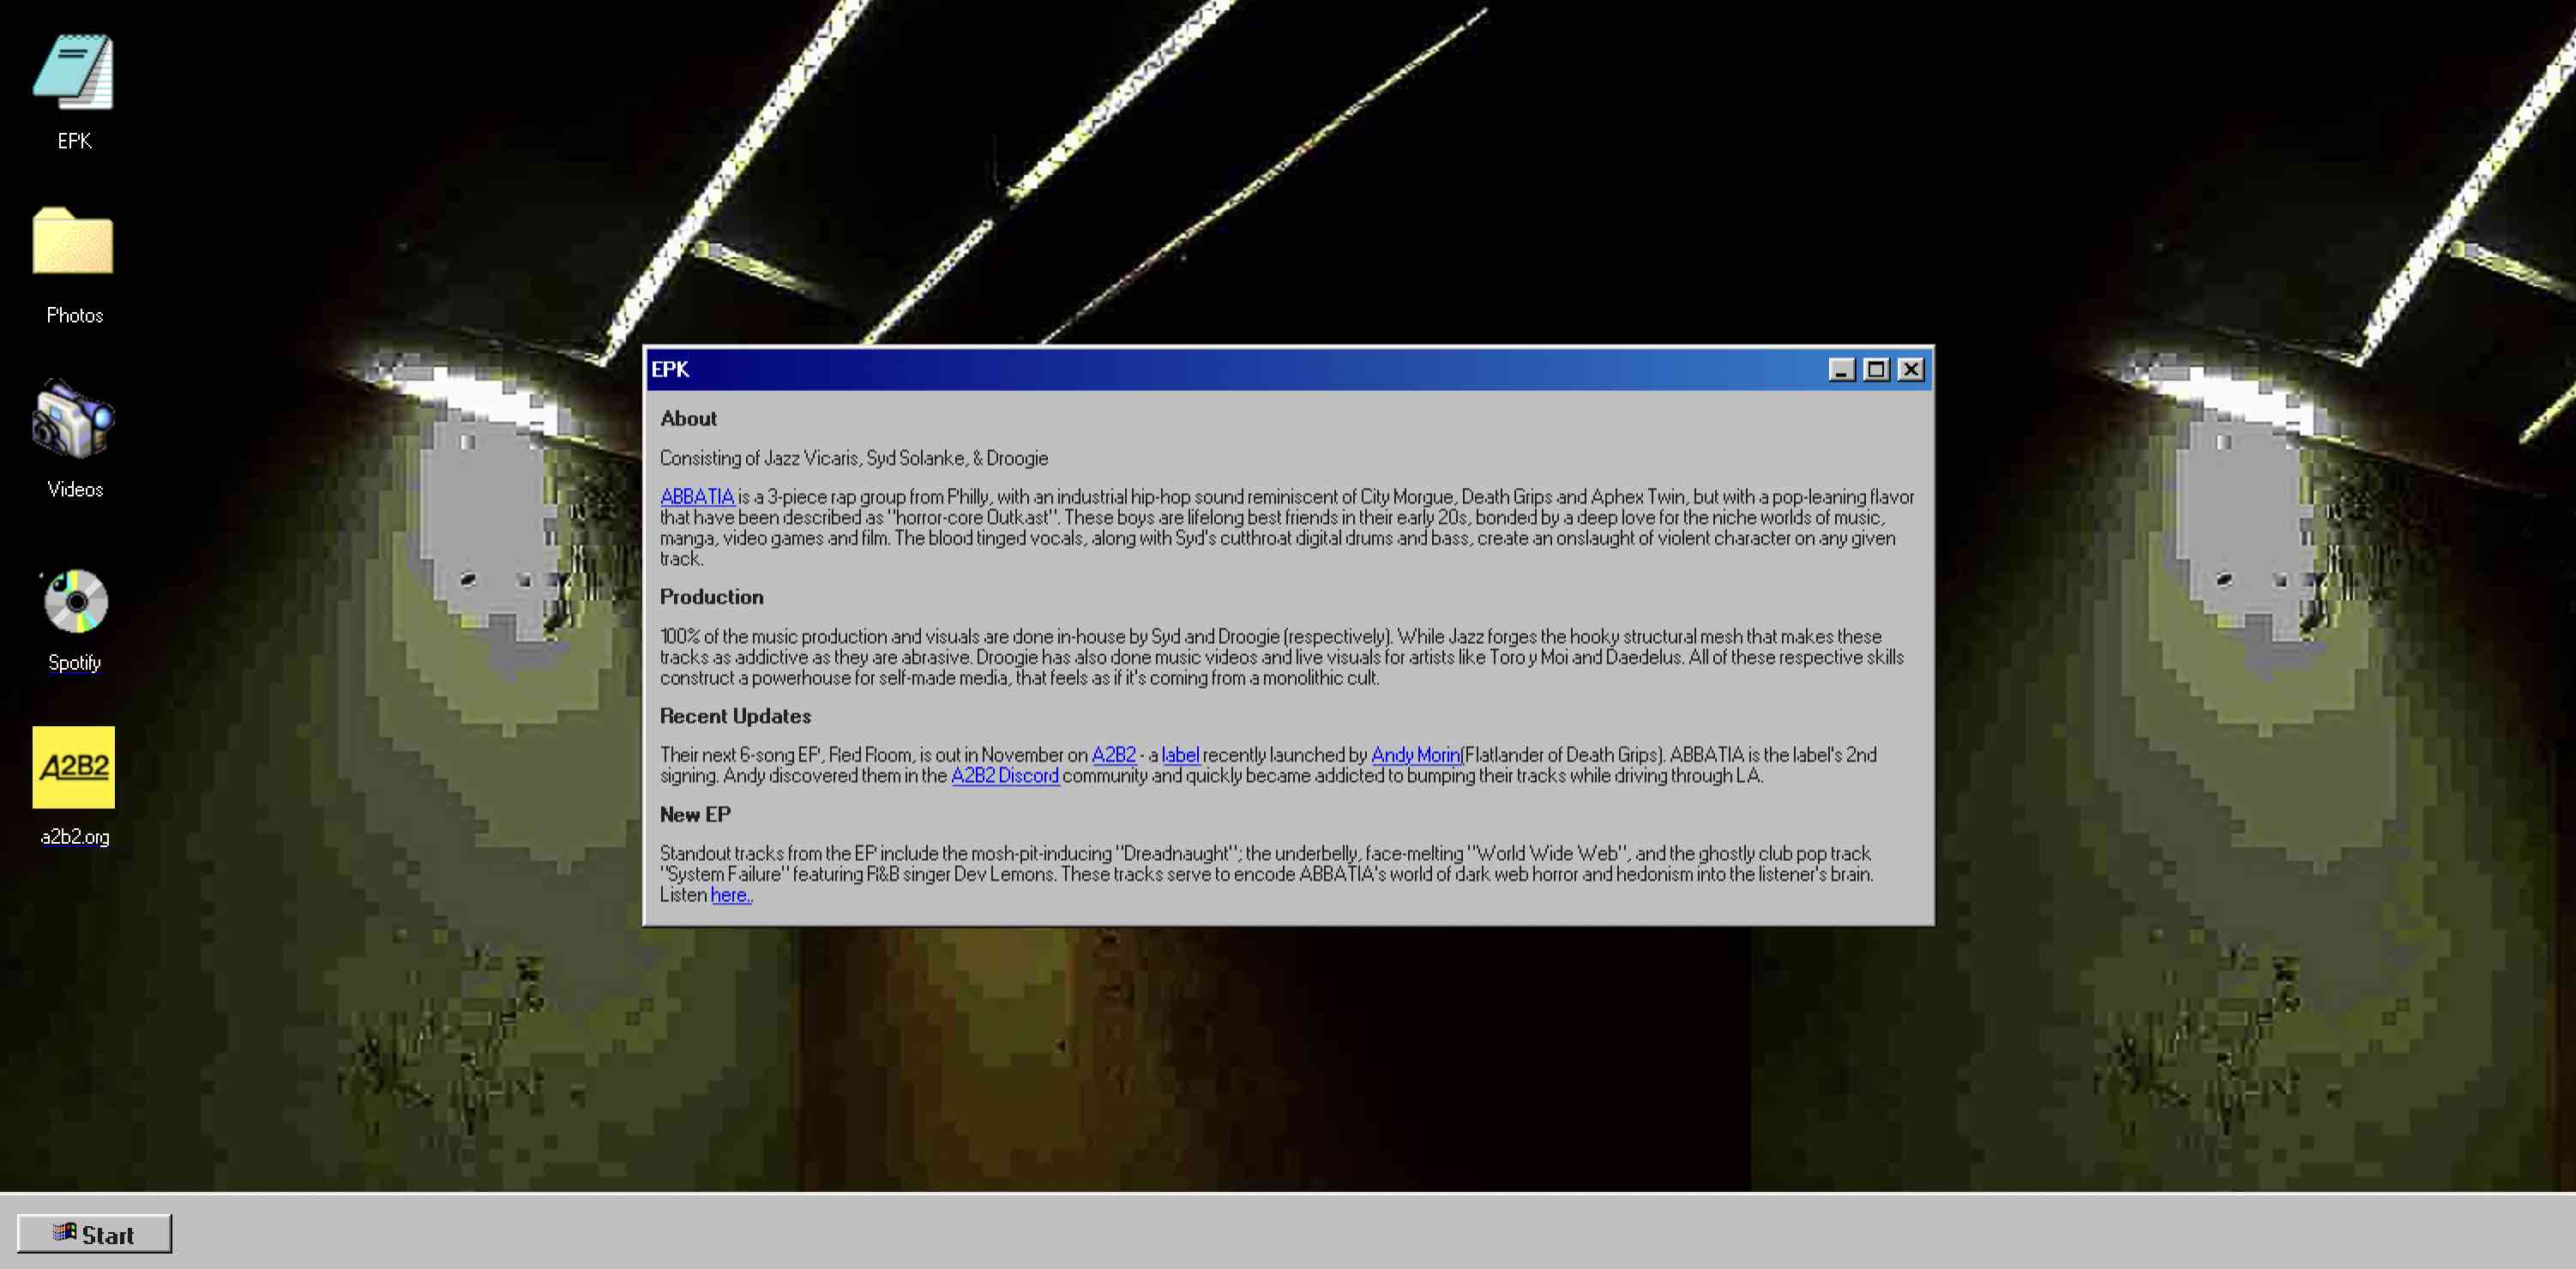 EPK
Photos
Videos
Spotify
A2B2
a2b2.org
EPK
About
Consisting of Jazz Vicaris, Syd Solanke, & Droogie
ABBATIA is a 3-piece rap group from Philly, with an industrial hip-hop sound reminiscent of City Morgue, Death Grips and Aphex Twin, but with a pop-leaning flavor
that have been described as "horror-core Outkast". These boys are lifelong best friends in their early 20s, bonded by a deep love for the niche worlds of music,
manga, video games and film. The blood tinged vocals, along with Syd's cutthroat digital drums and bass, create an onslaught of violent character on any given
track.
Production
100% of the music production and visuals are done in-house by Syd and Droogie (respectively). While Jazz forges the hooky structural mesh that makes these
tracks as addictive as they are abrasive. Droogie has also done music videos and live visuals for artists like Toro y Moi and Daedelus. All of these respective skills
construct a powerhouse for self-made media, that feels as if it's coming from a monolithic cult.
Recent Updates
Their next 6-song EP, Red Room, is out in November on A2B2 - a label recently launched by Andy Morin(Flatlander of Death Grips). ABBATIA is the label's 2nd
signing. Andy discovered them in the A2B2 Discord community and quickly became addicted to bumping their tracks while driving through LA.
New EP
Standout tracks from the EP include the mosh-pit-inducing "Dreadnaught"; the underbelly, face-melting "World Wide Web", and the ghostly club pop track
"System Failure" featuring R&B singer Dev Lemons. These tracks serve to encode ABBATIA's world of dark web horror and hedonism into the listener's brain.
Listen here..
Start